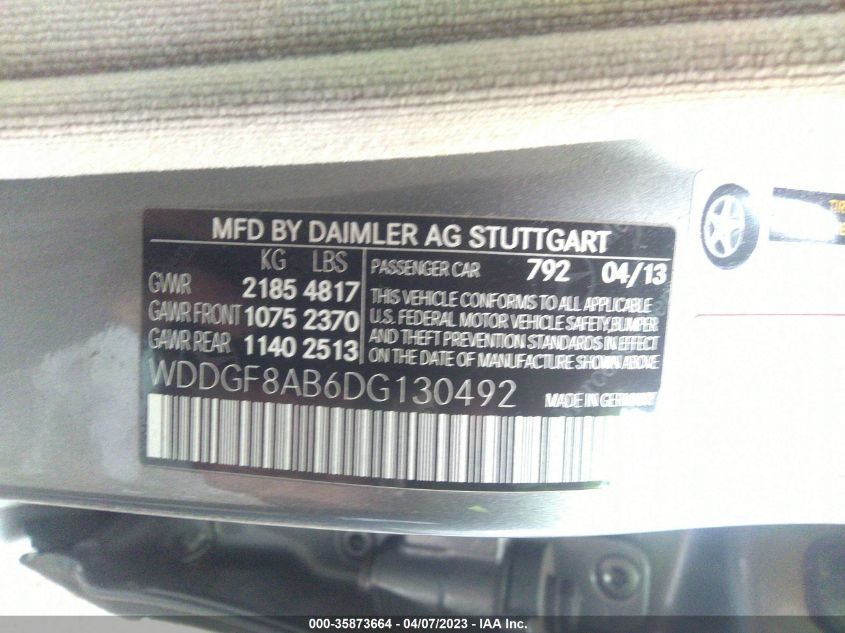 MFD BY DAIMLER AG STUTTGART
KG LBS
GVWR 2185 4817
GAWR FRONT 1075 2370
GAWR REAR 1140 2513
PASSENGER CAR 792 04/13
THIS VEHICLE CONFORMS TO ALL APPLICABLE
U.S. FEDERAL MOTOR VEHICLE SAFETY,BUMPER
AND THEFT PREVENTION STANDARDS IN EFFECT
ON THE DATE OF MANUFACTURE SHOWN ABOVE
WDDGF8AB6DG130492
MADE IN GERMANY
000-35873664 - 04/07/2023 - IAA Inc.